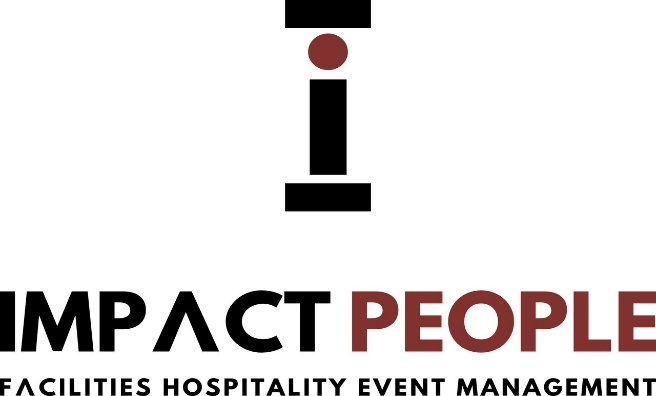 IMPACT PEOPLE
FACILITIES HOSPITALITY EVENT MANAGEMENT